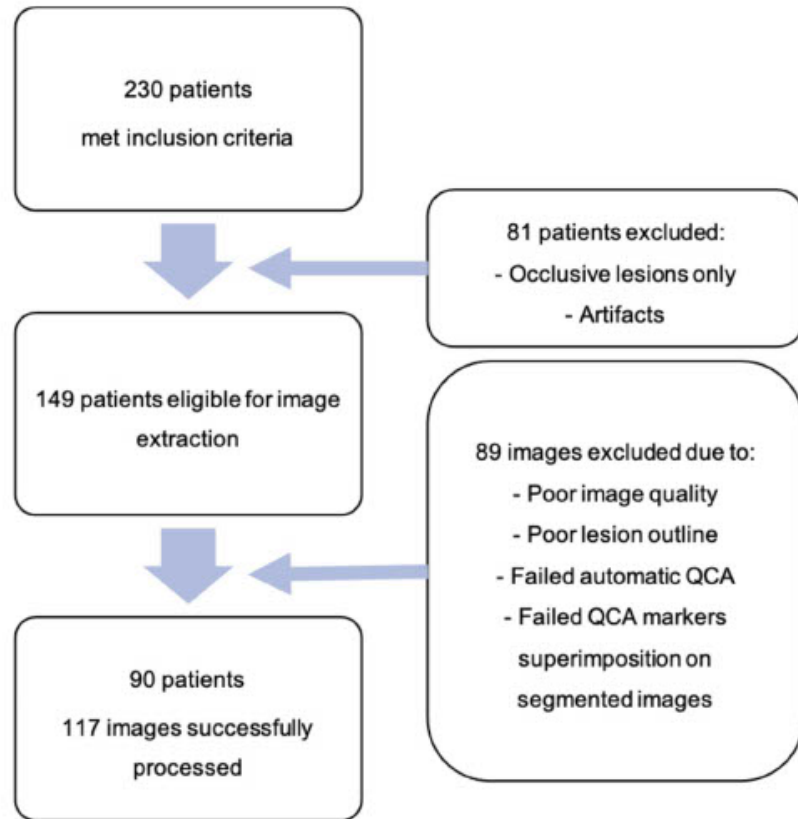 230 patients
met inclusion criteria
81 patients excluded:
- Occlusive lesions only
- Artifacts
149 patients eligible for image
extraction
89 images excluded due to:
- Poor image quality
- Poor lesion outline
- Failed automatic QCA
- Failed QCA markers
superimposition on
segmented images
90 patients
117 images successfully
processed